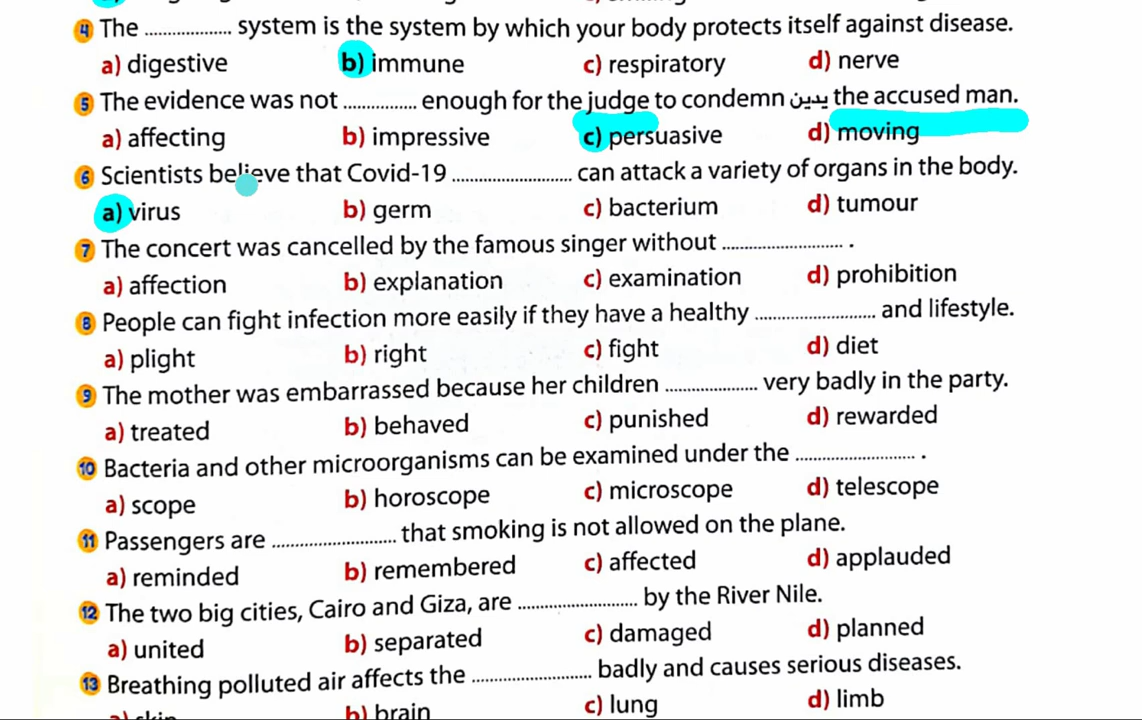 4 The .................. system is the system by which your body protects itself against disease.
a) digestive b) immune c) respiratory d) nerve
5 The evidence was not ............... enough for the judge to condemn يدين the accused man.
a) affecting b) impressive c) persuasive d) moving
6 Scientists believe that Covid-19 ......................... can attack a variety of organs in the body.
a) virus b) germ c) bacterium d) tumour
7 The concert was cancelled by the famous singer without ......................... .
a) affection b) explanation c) examination d) prohibition
8 People can fight infection more easily if they have a healthy ......................... and lifestyle.
a) plight b) right c) fight d) diet
9 The mother was embarrassed because her children ................... very badly in the party.
a) treated b) behaved c) punished d) rewarded
10 Bacteria and other microorganisms can be examined under the ......................... .
a) scope b) horoscope c) microscope d) telescope
11 Passengers are ......................... that smoking is not allowed on the plane.
a) reminded b) remembered c) affected d) applauded
12 The two big cities, Cairo and Giza, are ......................... by the River Nile.
a) united b) separated c) damaged d) planned
13 Breathing polluted air affects the ......................... badly and causes serious diseases.
a) skin b) brain c) lung d) limb